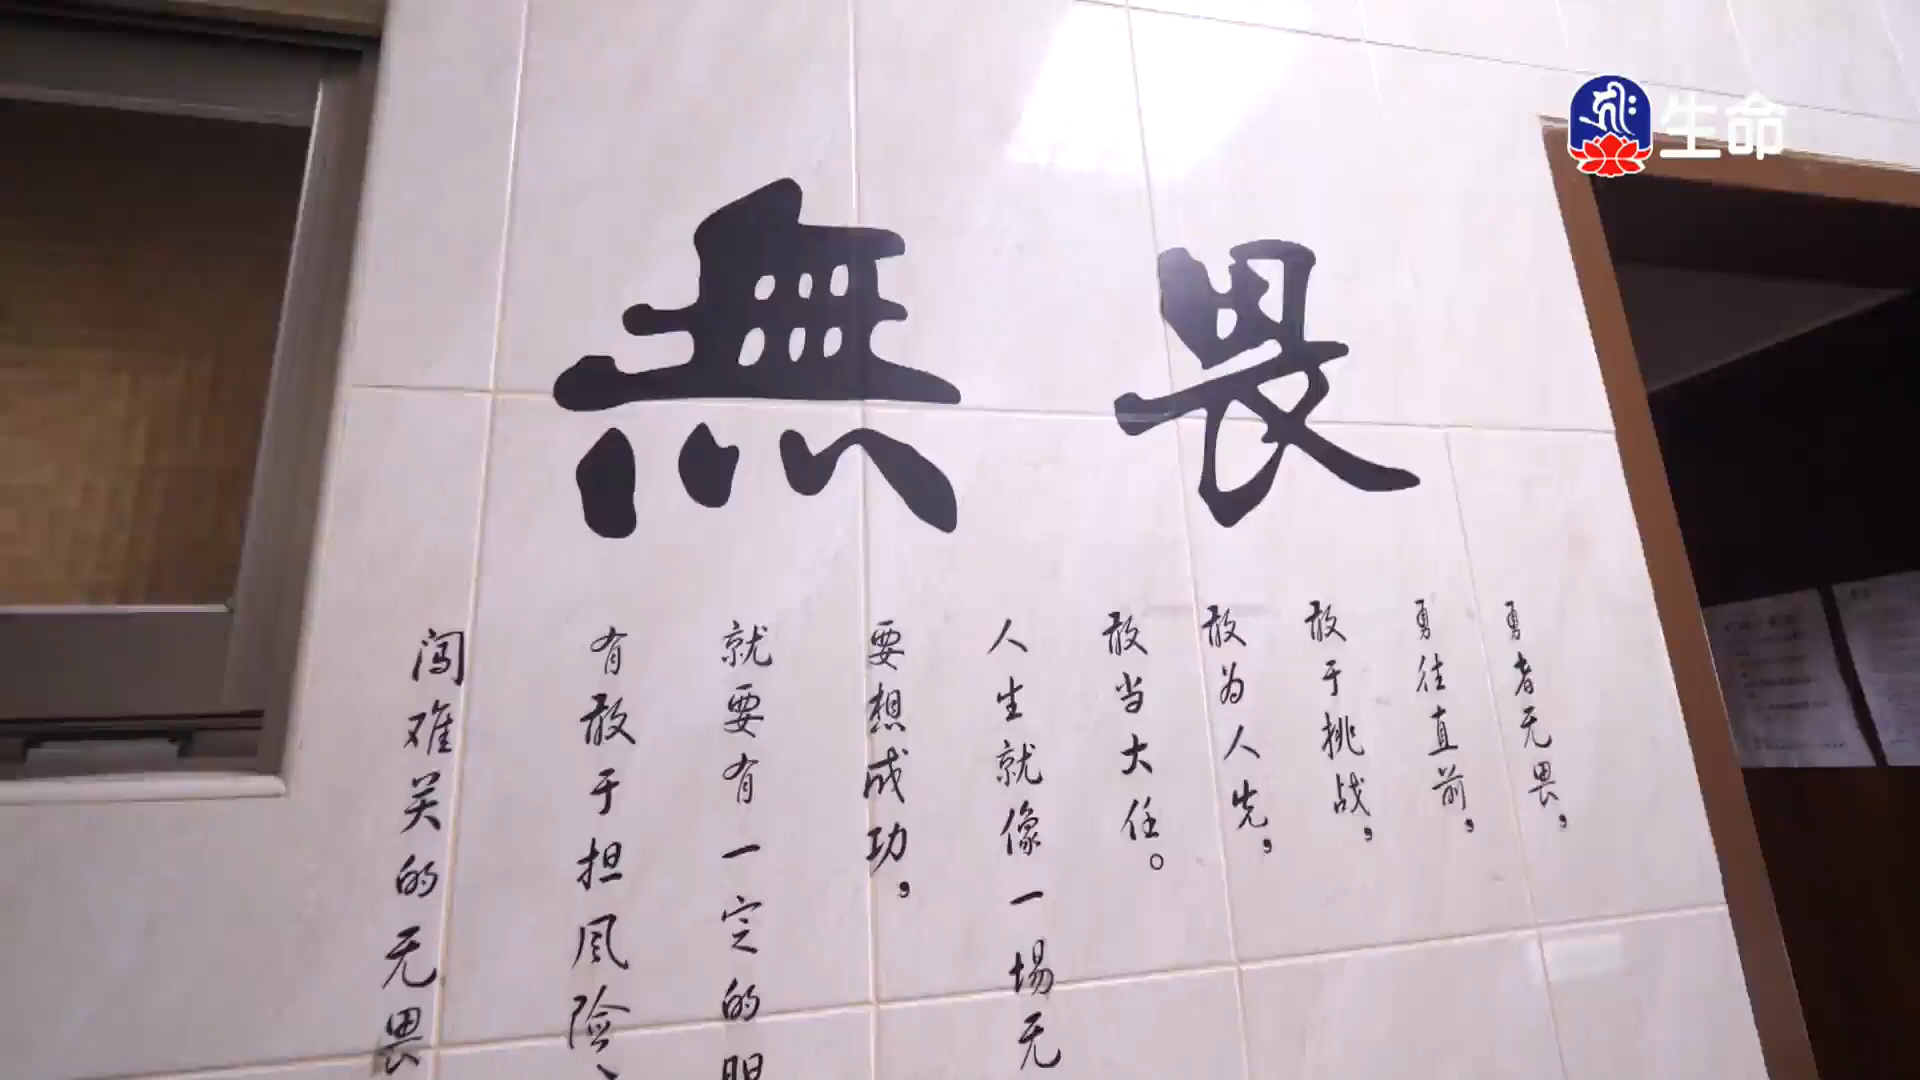 生命
無畏
勇者无畏，
勇往直前，
敢于挑战，
敢为人先，
敢当大任。
人生就像一场无
要想成功，
就要有一定的胆
有敢于担风险、
闯难关的无畏